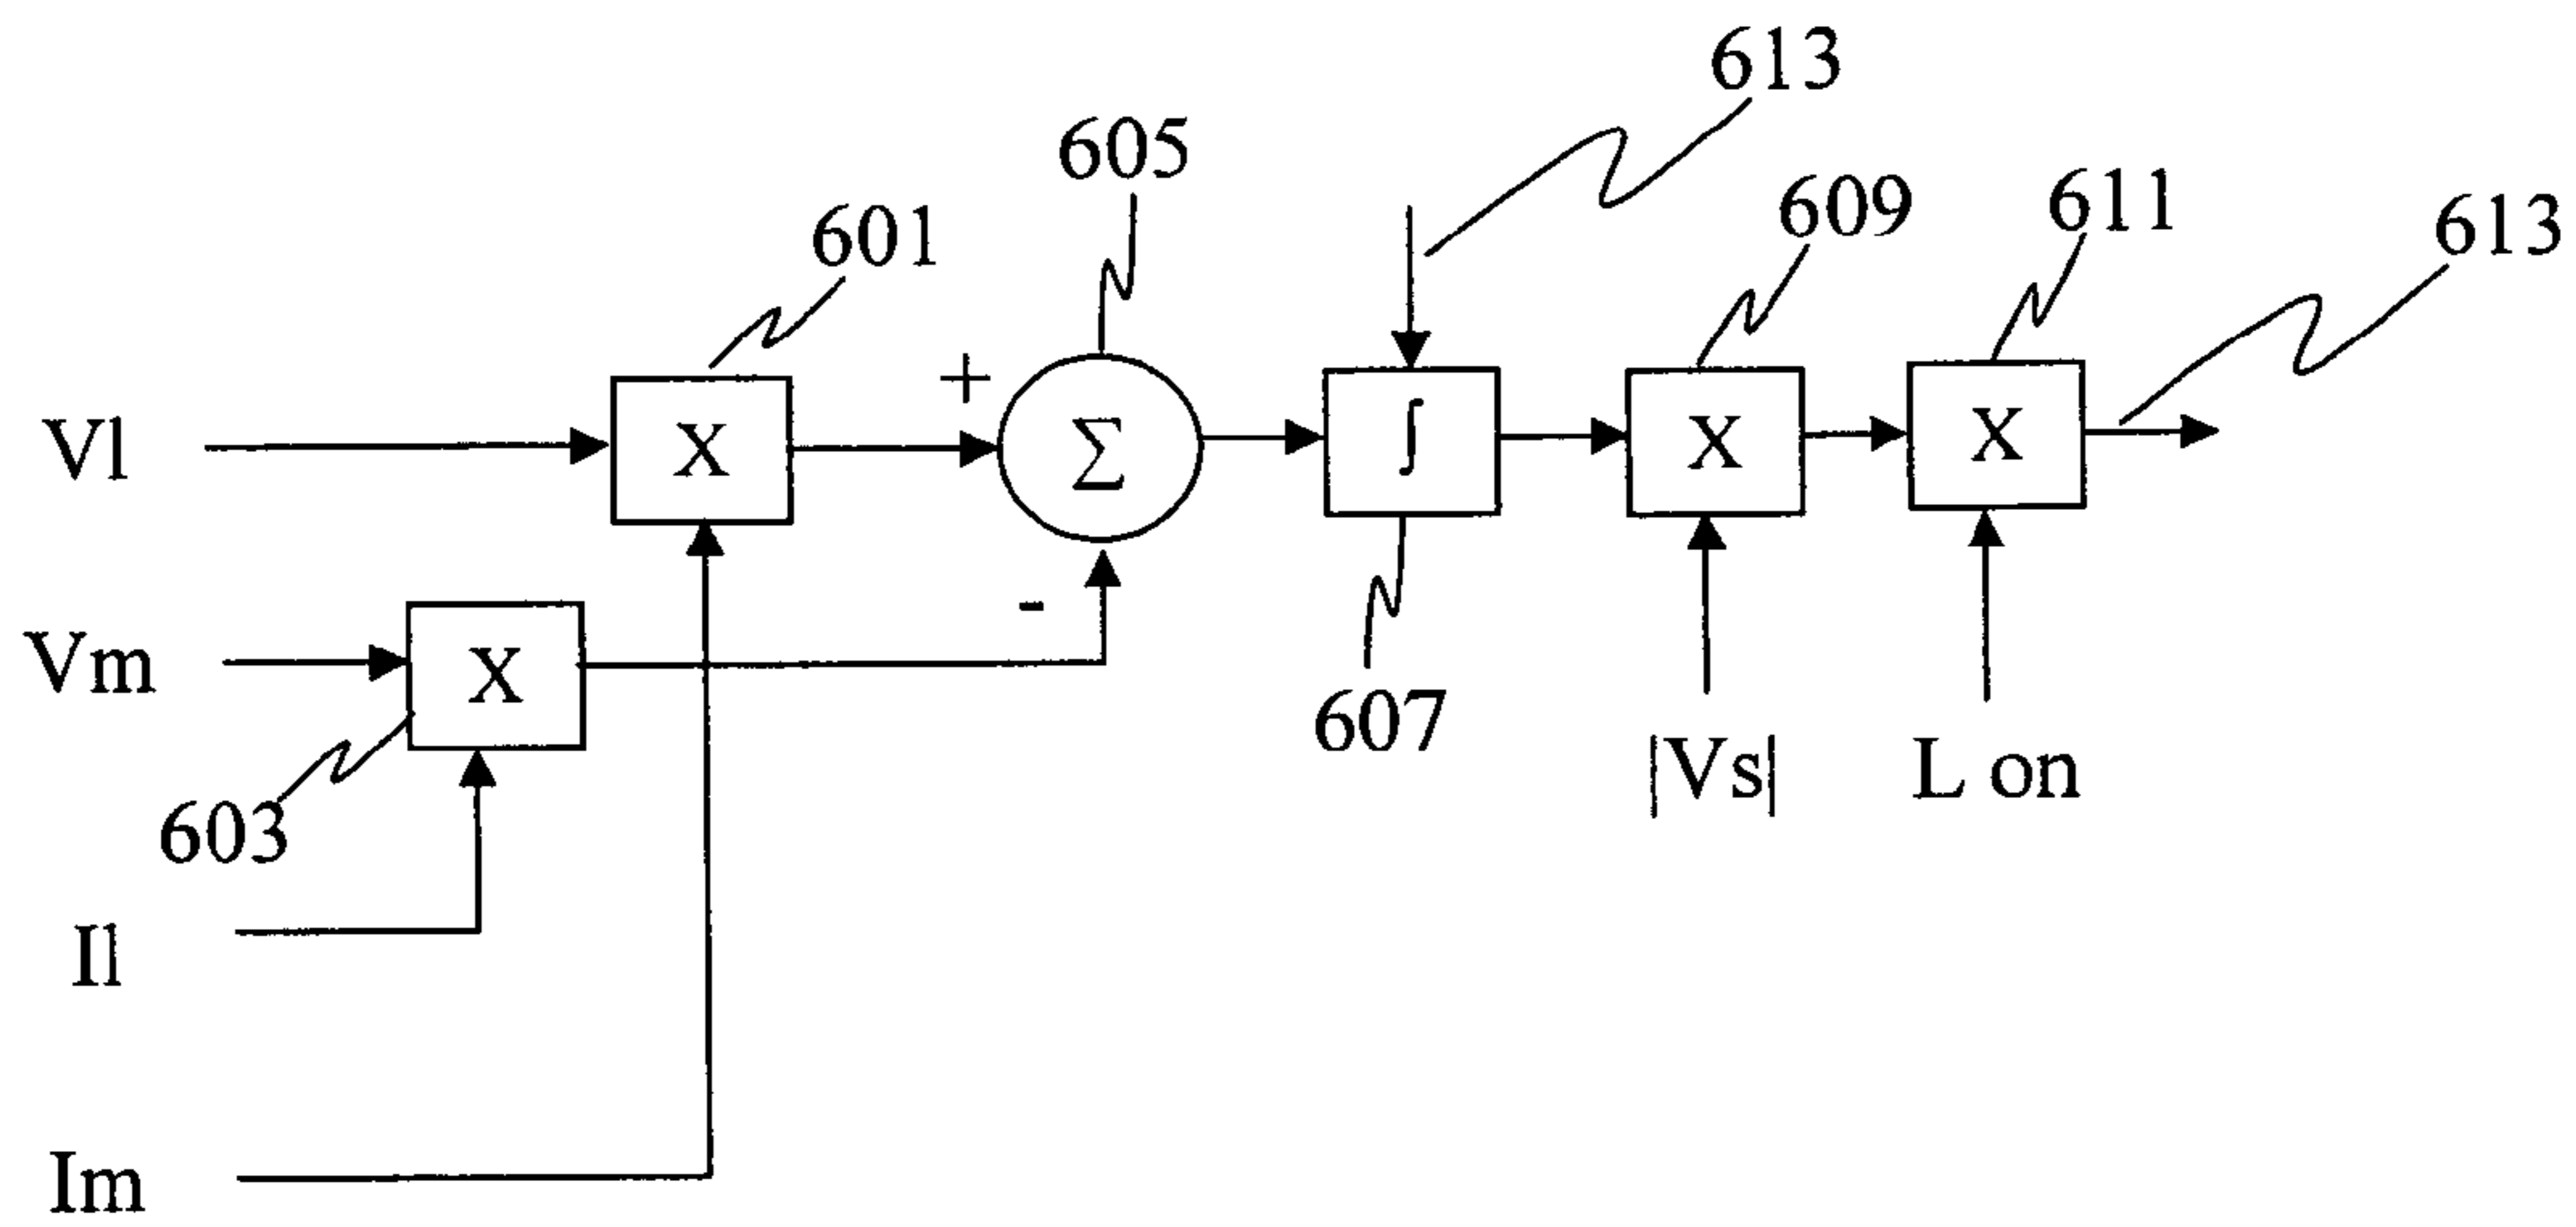 613
605
609
611
613
601
+
Vl
X
Σ
∫
X
X
-
Vm
X
607
|Vs|
L on
603
Il
Im